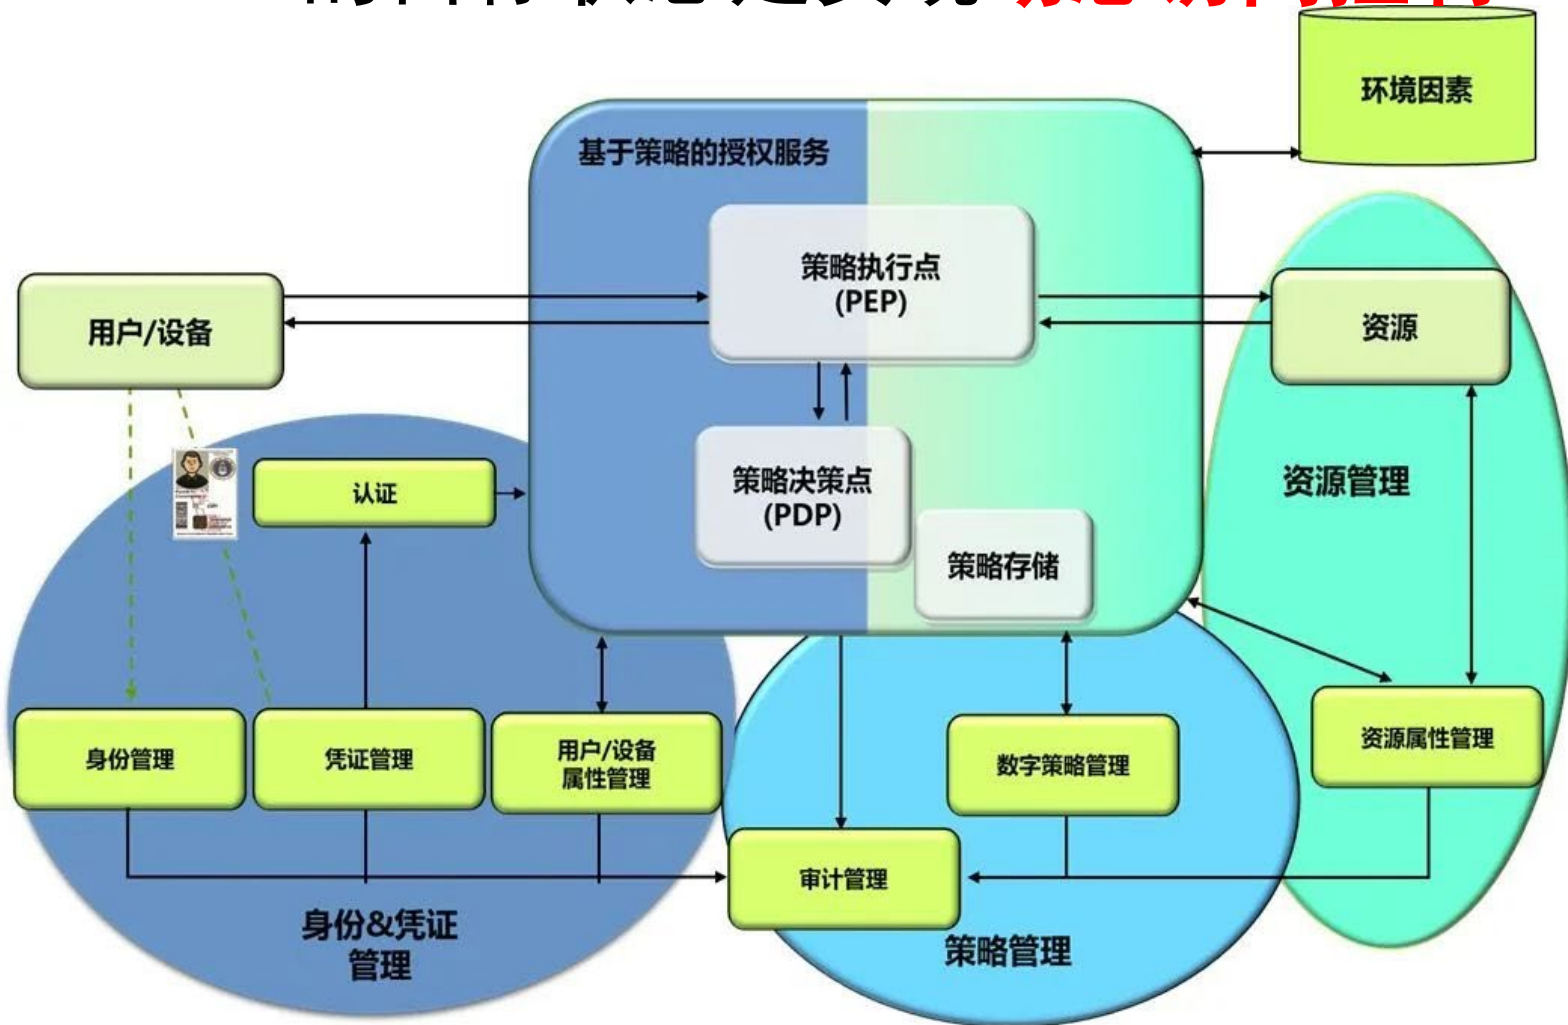 环境因素
基于策略的授权服务
策略执行点
(PEP)
用户/设备
资源
策略决策点
(PDP)
认证
资源管理
策略存储
身份管理
凭证管理
用户/设备
属性管理
数字策略管理
资源属性管理
审计管理
身份&凭证
管理
策略管理